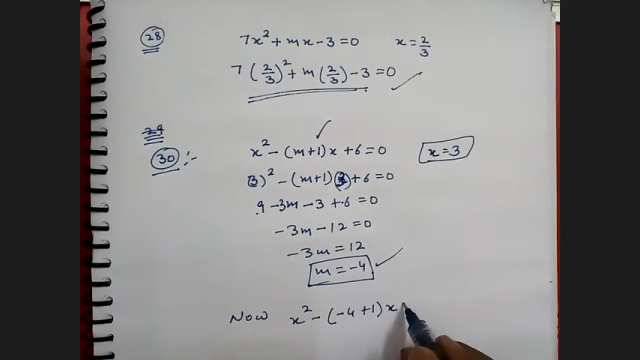 28
7x² + mx - 3 = 0    x = 2/3
7(2/3)² + m(2/3) - 3 = 0
29
30 :-
x² - (m+1)x + 6 = 0    x = 3
3)² - (m+1)(3) + 6 = 0
9 - 3m - 3 + 6 = 0
-3m - 12 = 0
-3m = 12
m = -4
Now x² - (-4+1)x